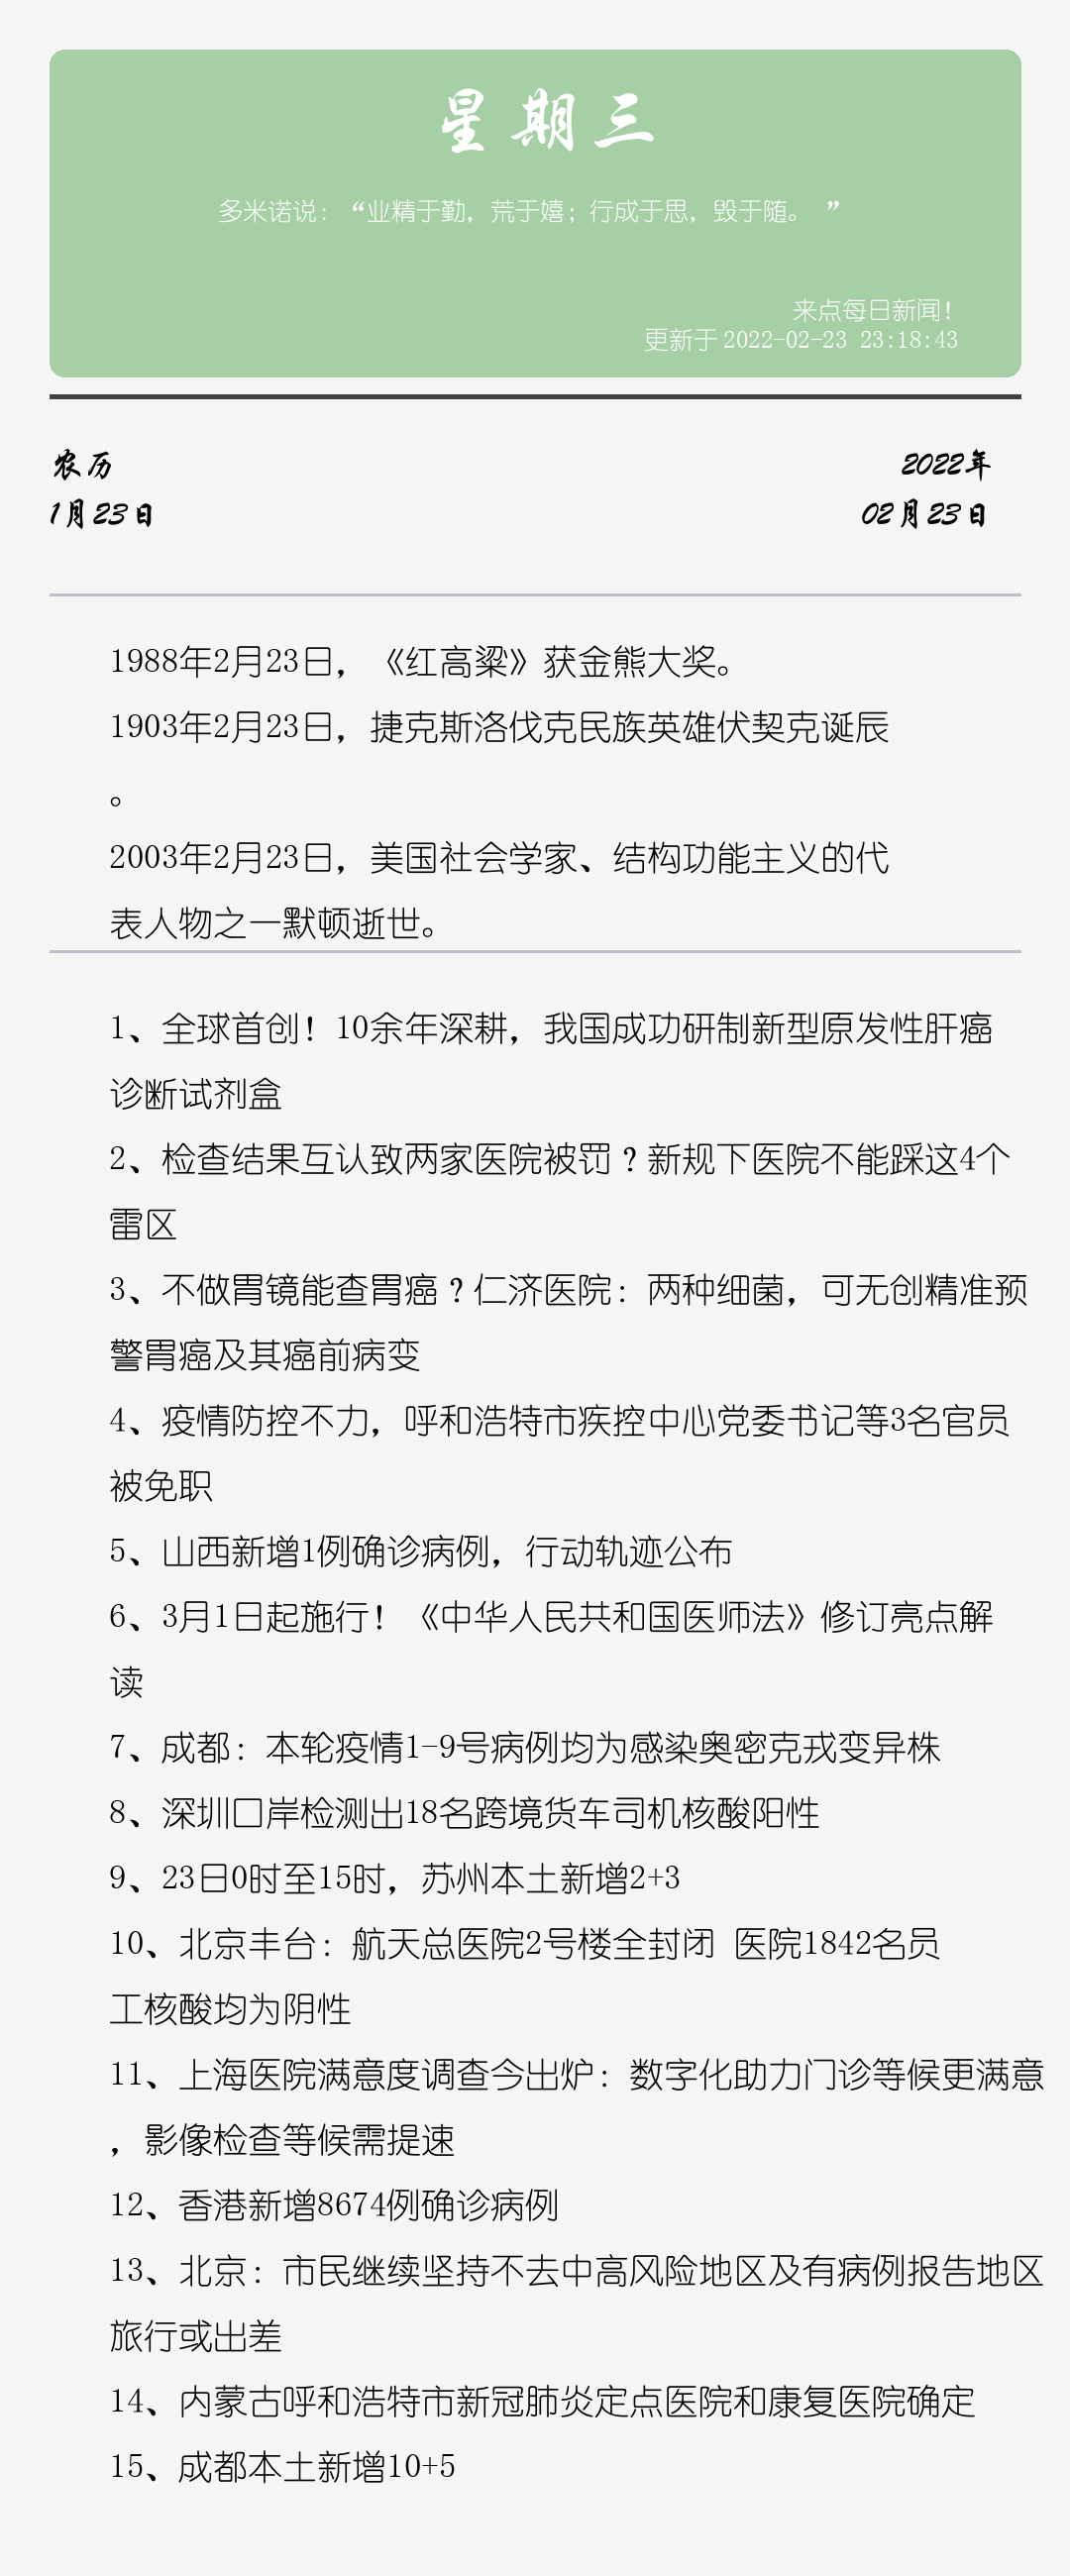 星期三
多米诺说：“业精于勤，荒于嬉；行成于思，毁于随。 ”
来点每日新闻！
更新于 2022-02-23 23:18:43
农历
2022年
1月23日
02月23日
1988年2月23日，《红高粱》获金熊大奖。
1903年2月23日，捷克斯洛伐克民族英雄伏契克诞辰
。
2003年2月23日，美国社会学家、结构功能主义的代
表人物之一默顿逝世。
1、全球首创！10余年深耕，我国成功研制新型原发性肝癌
诊断试剂盒
2、检查结果互认致两家医院被罚？新规下医院不能踩这4个
雷区
3、不做胃镜能查胃癌？仁济医院：两种细菌，可无创精准预
警胃癌及其癌前病变
4、疫情防控不力，呼和浩特市疾控中心党委书记等3名官员
被免职
5、山西新增1例确诊病例，行动轨迹公布
6、3月1日起施行！《中华人民共和国医师法》修订亮点解
读
7、成都：本轮疫情1-9号病例均为感染奥密克戎变异株
8、深圳口岸检测出18名跨境货车司机核酸阳性
9、23日0时至15时，苏州本土新增2+3
10、北京丰台：航天总医院2号楼全封闭 医院1842名员
工核酸均为阴性
11、上海医院满意度调查今出炉：数字化助力门诊等候更满意
，影像检查等候需提速
12、香港新增8674例确诊病例
13、北京：市民继续坚持不去中高风险地区及有病例报告地区
旅行或出差
14、内蒙古呼和浩特市新冠肺炎定点医院和康复医院确定
15、成都本土新增10+5